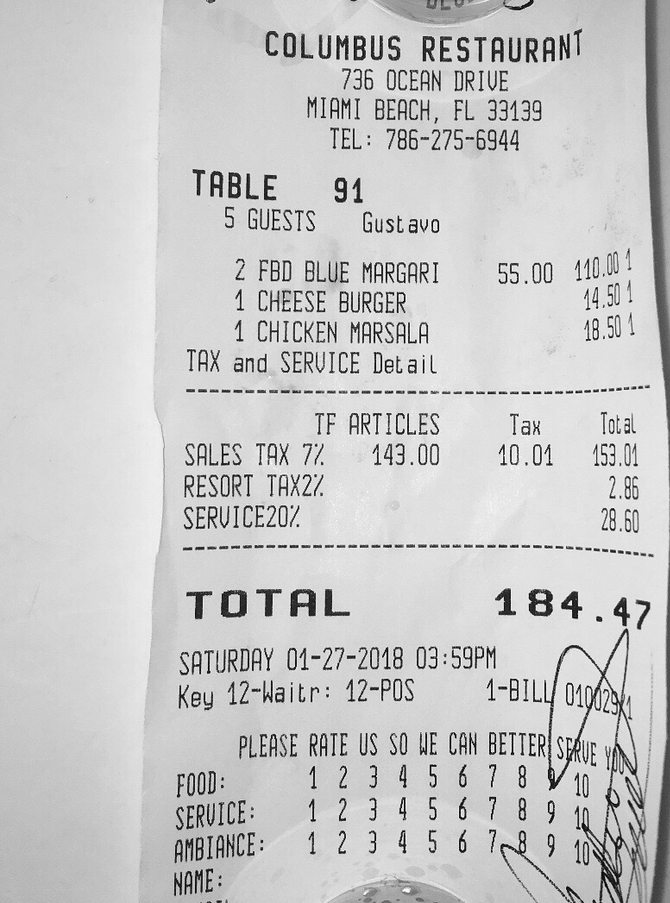 COLUMBUS RESTAURANT
736 OCEAN DRIVE
MIAMI BEACH, FL 33139
TEL: 786-275-6944
TABLE 91
5 GUESTS Gustavo
2 FBD BLUE MARGARI 55.00 110.00 1
1 CHEESE BURGER 14.50 1
1 CHICKEN MARSALA 18.50 1
TAX and SERVICE Detail
TF ARTICLES Tax Total
SALES TAX 7% 143.00 10.01 153.01
RESORT TAX2% 2.86
SERVICE20% 28.60
TOTAL 184.47
SATURDAY 01-27-2018 03:59PM
Key 12-Waitr: 12-POS 1-BILL
PLEASE RATE US SO WE CAN BETTER SERVE YOU
FOOD: 1 2 3 4 5 6 7 8 9 10
SERVICE: 1 2 3 4 5 6 7 8 9 10
AMBIANCE: 1 2 3 4 5 6 7 8 9 10
NAME: